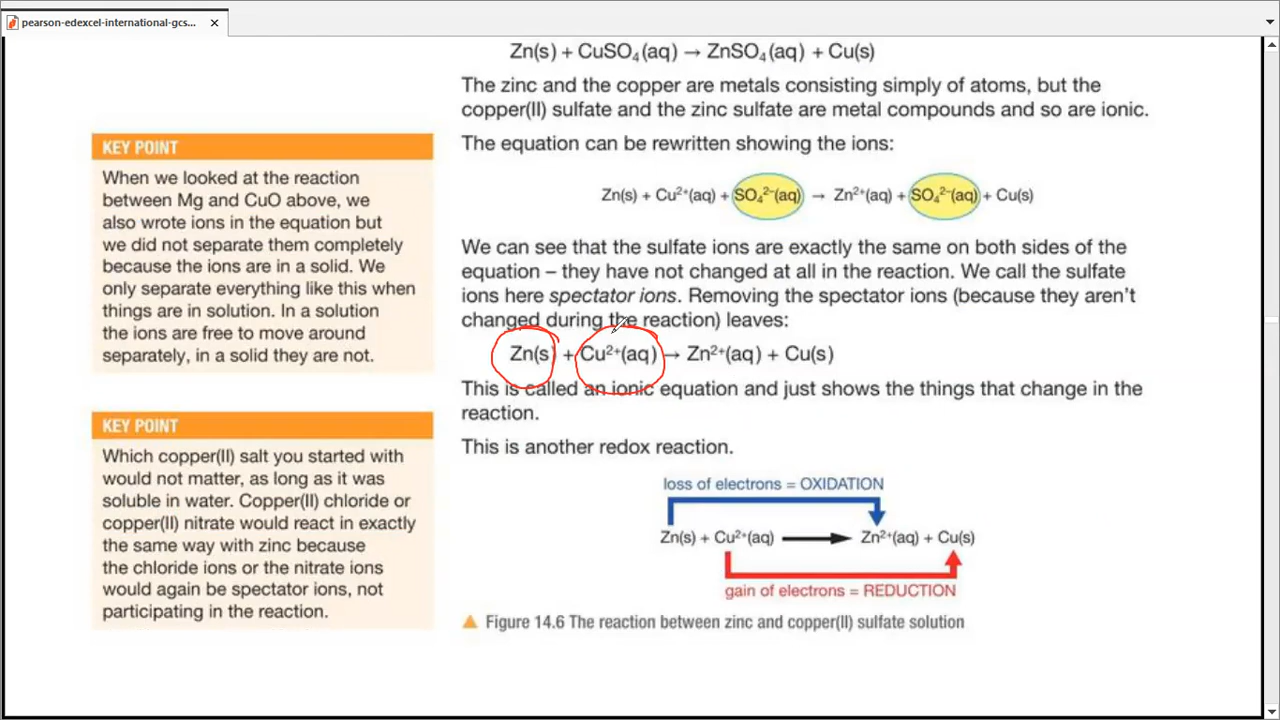 pearson-edexcel-international-gcs...
Zn(s) + CuSO₄(aq) → ZnSO₄(aq) + Cu(s)
The zinc and the copper are metals consisting simply of atoms, but the
copper(II) sulfate and the zinc sulfate are metal compounds and so are ionic.
The equation can be rewritten showing the ions:
Zn(s) + Cu²⁺(aq) + SO₄²⁻(aq) → Zn²⁺(aq) + SO₄²⁻(aq) + Cu(s)
We can see that the sulfate ions are exactly the same on both sides of the
equation – they have not changed at all in the reaction. We call the sulfate
ions here spectator ions. Removing the spectator ions (because they aren't
changed during the reaction) leaves:
Zn(s) + Cu²⁺(aq) → Zn²⁺(aq) + Cu(s)
This is called an ionic equation and just shows the things that change in the
reaction.
This is another redox reaction.
loss of electrons = OXIDATION
Zn(s) + Cu²⁺(aq) → Zn²⁺(aq) + Cu(s)
gain of electrons = REDUCTION
Figure 14.6 The reaction between zinc and copper(II) sulfate solution
KEY POINT
When we looked at the reaction
between Mg and CuO above, we
also wrote ions in the equation but
we did not separate them completely
because the ions are in a solid. We
only separate everything like this when
things are in solution. In a solution
the ions are free to move around
separately, in a solid they are not.
KEY POINT
Which copper(II) salt you started with
would not matter, as long as it was
soluble in water. Copper(II) chloride or
copper(II) nitrate would react in exactly
the same way with zinc because
the chloride ions or the nitrate ions
would again be spectator ions, not
participating in the reaction.